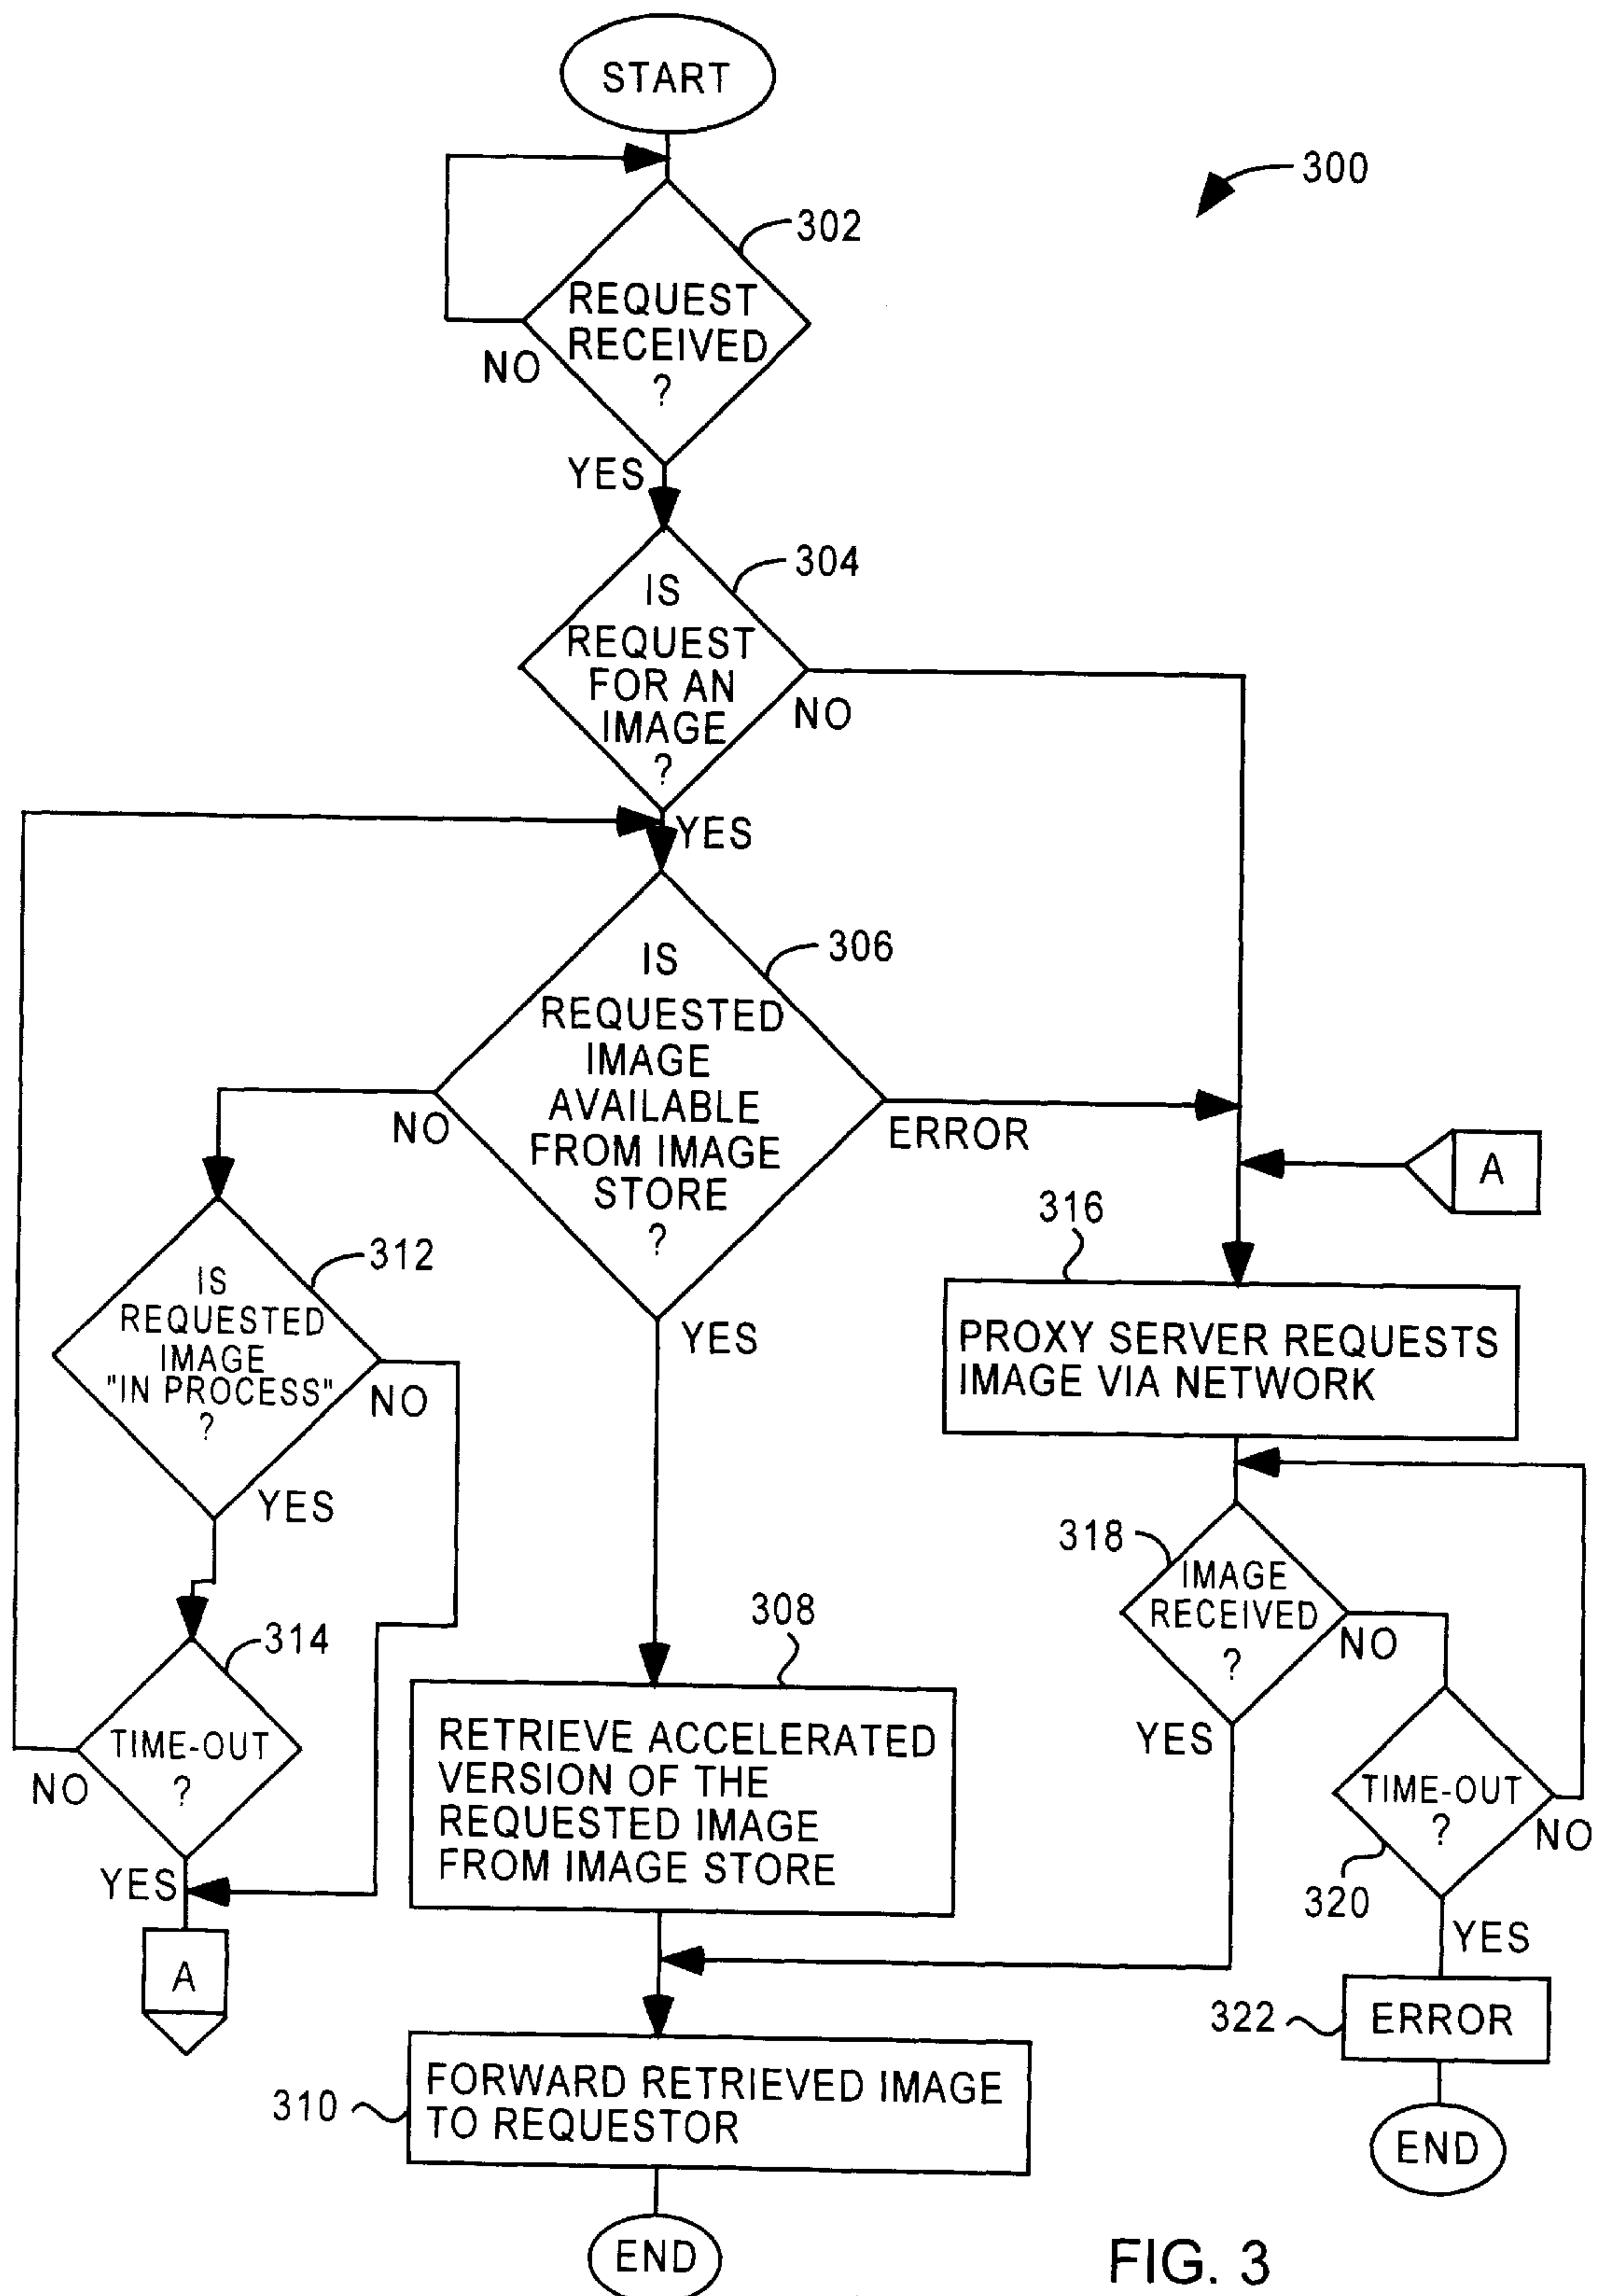 START
300
302
REQUEST
RECEIVED
?
NO
YES
304
IS
REQUEST
FOR AN
IMAGE
?
NO
YES
306
IS
REQUESTED
IMAGE
AVAILABLE
FROM IMAGE
STORE
?
NO
ERROR
YES
A
316
PROXY SERVER REQUESTS
IMAGE VIA NETWORK
312
IS
REQUESTED
IMAGE
"IN PROCESS"
?
NO
YES
318
IMAGE
RECEIVED
?
NO
YES
314
TIME-OUT
?
NO
YES
A
308
RETRIEVE ACCELERATED
VERSION OF THE
REQUESTED IMAGE
FROM IMAGE STORE
TIME-OUT
?
NO
320
YES
322
ERROR
END
310
FORWARD RETRIEVED IMAGE
TO REQUESTOR
END
FIG. 3